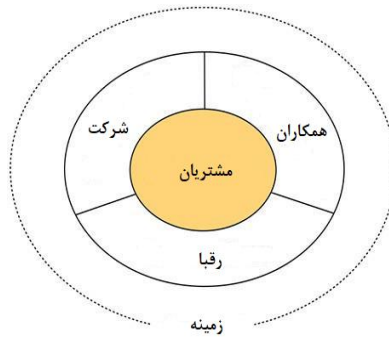 همکاران
شرکت
مشتریان
رقبا
زمینه